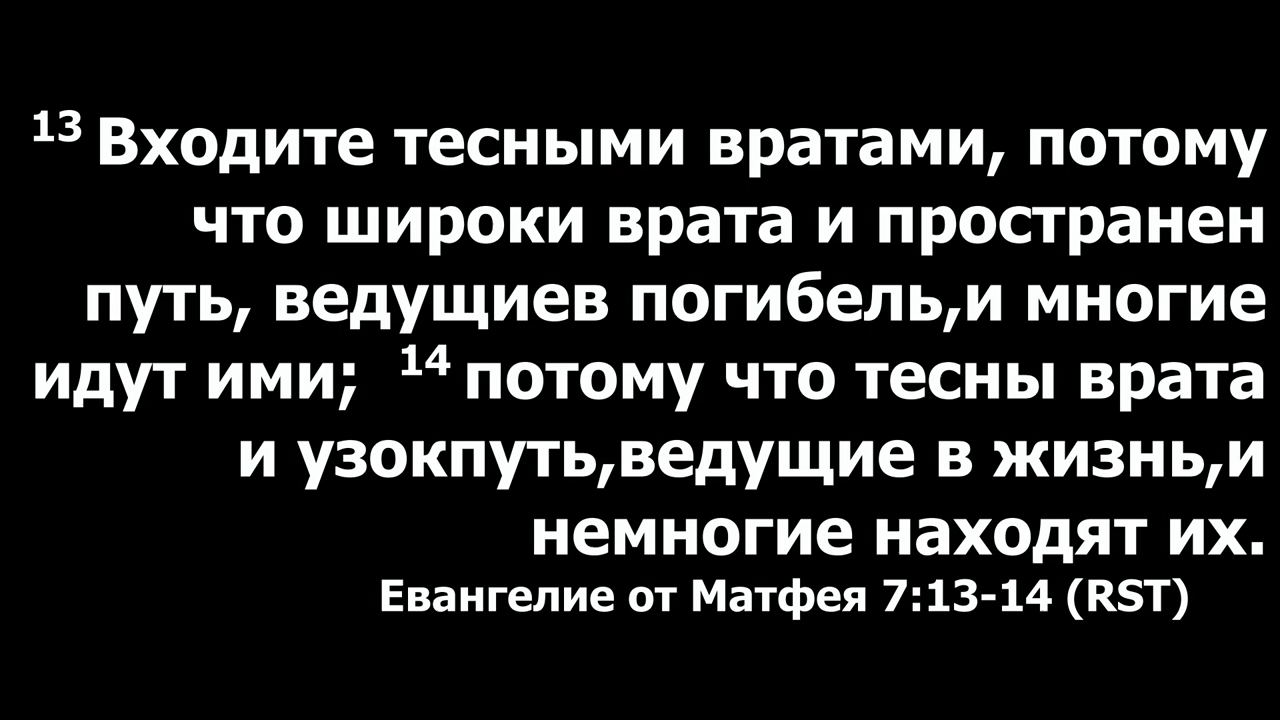 13 Входите тесными вратами, потому
что широки врата и пространен
путь, ведущиев погибель,и многие
идут ими; 14 потому что тесны врата
и узокпуть,ведущие в жизнь,и
немногие находят их.
Евангелие от Матфея 7:13-14 (RST)